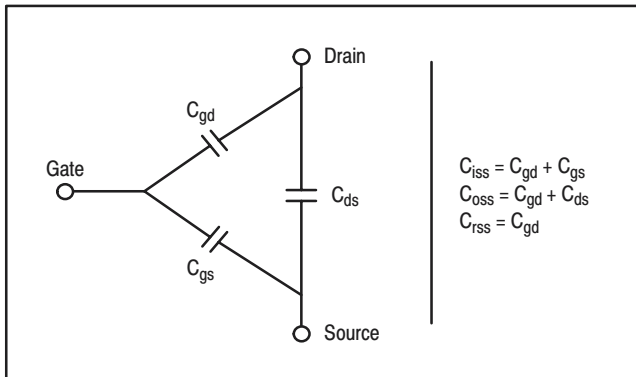 Drain
C_gd
Gate
C_ds
C_gs
Source
C_iss = C_gd + C_gs
C_oss = C_gd + C_ds
C_rss = C_gd